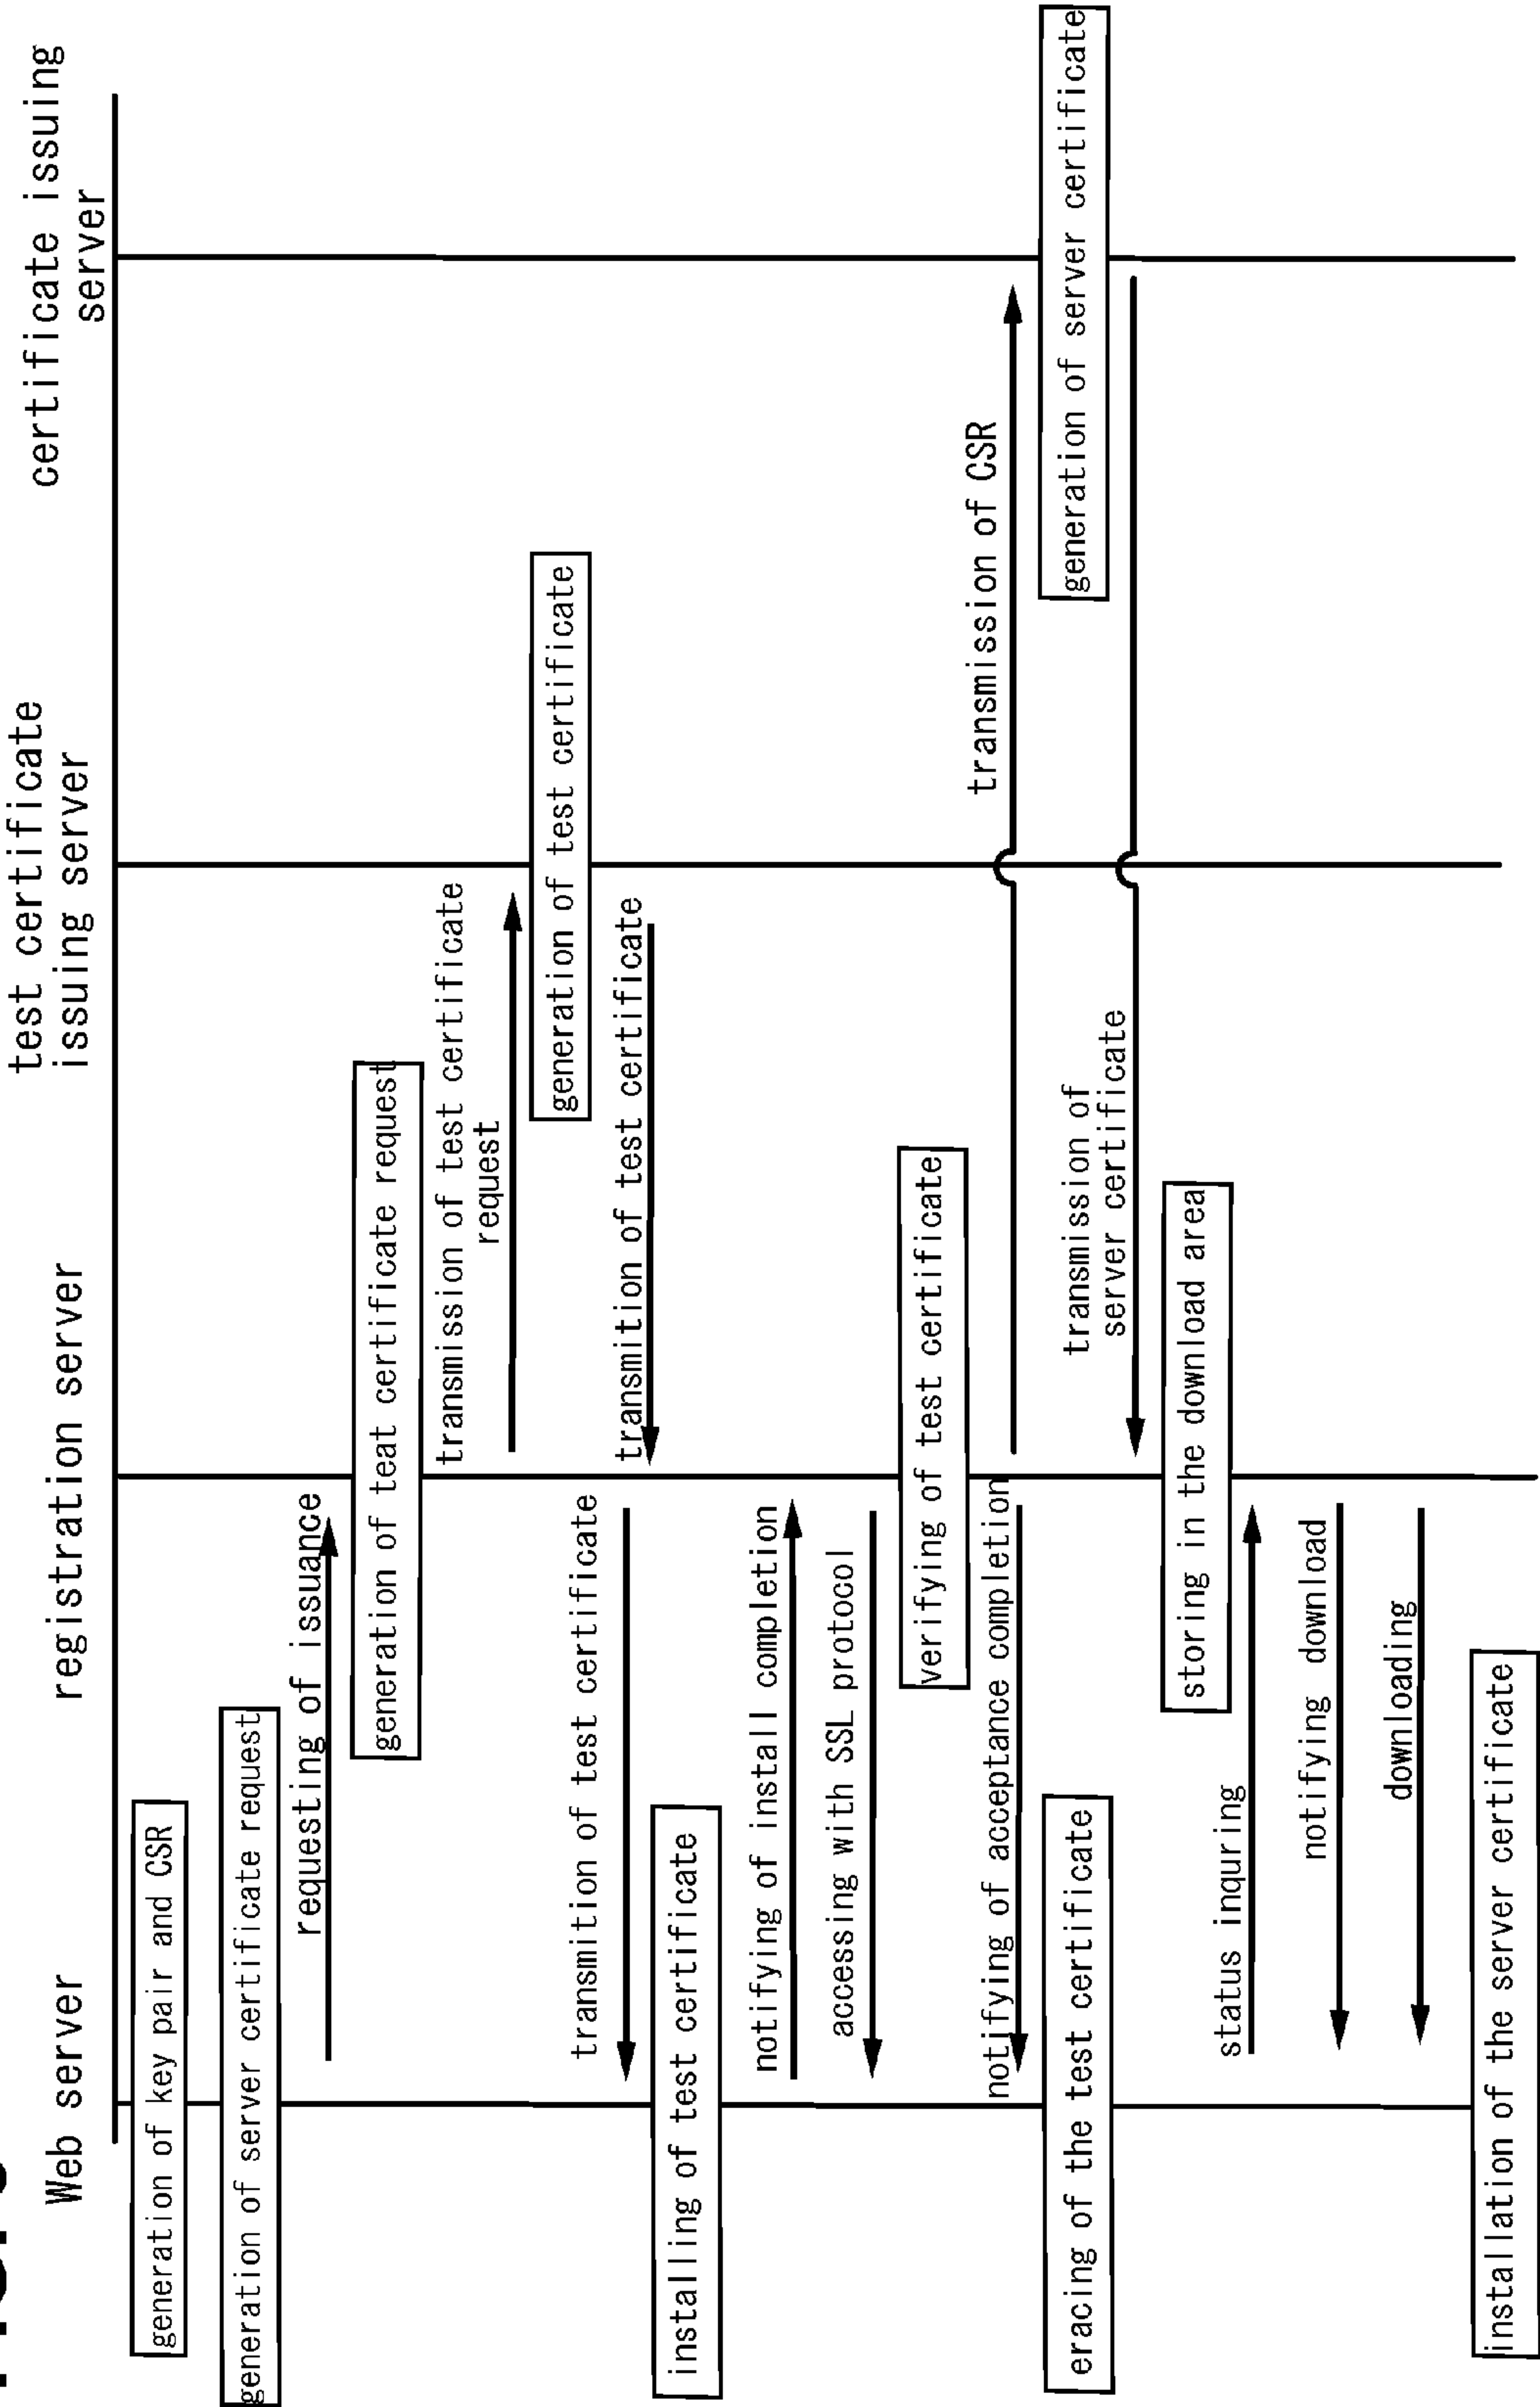 Web server
registration server
test certificate
issuing server
certificate issuing
server
generation of key pair and CSR
generation of server certificate request
requesting of issuance
generation of teat certificate request
transmission of test certificate
request
generation of test certificate
transmition of test certificate
transmition of test certificate
installing of test certificate
notifying of install completion
accessing with SSL protocol
verifying of test certificate
notifying of acceptance completion
transmission of CSR
eracing of the test certificate
generation of server certificate
transmission of
server certificate
storing in the download area
status inquring
notifying download
downloading
installation of the server certificate